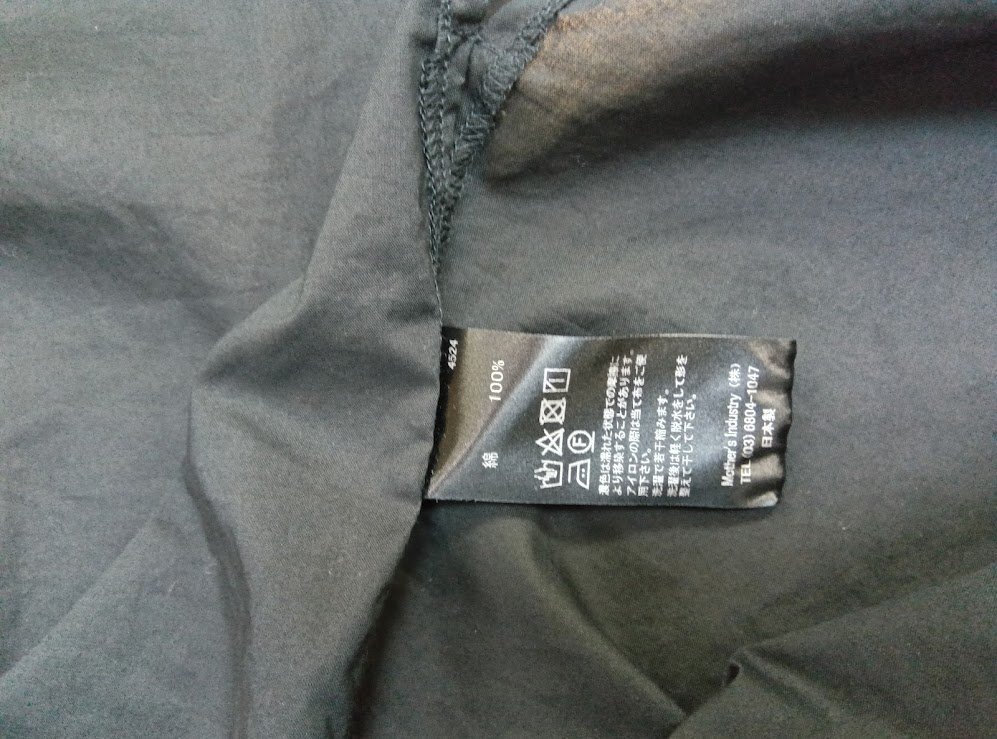 4524
綿 100%
濃色は濡れた状態での摩擦に
より移染することがあります。
アイロンの際は当て布をご使
用下さい。
洗濯で若干縮みます。
洗濯後は軽く脱水をして形を
整えて干して下さい。
Mother's Industry (株)
TEL (03) 6804-1047
日本製